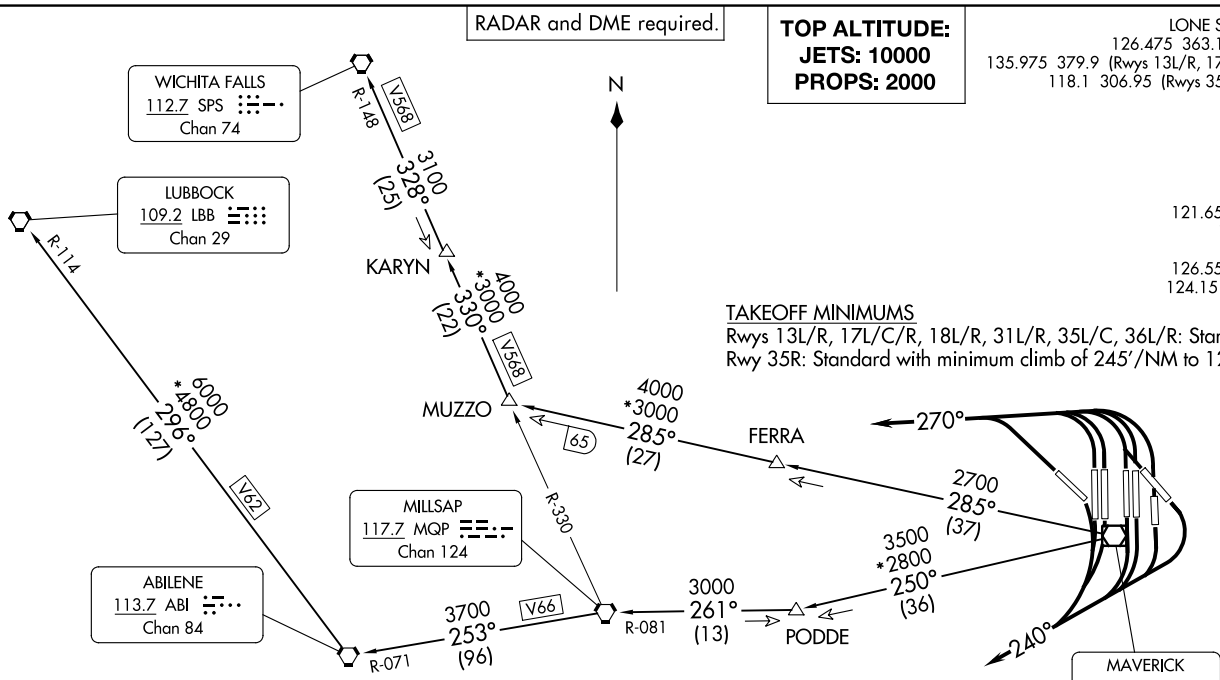 RADAR and DME required.
TOP ALTITUDE:
JETS: 10000
PROPS: 2000
LONE S
126.475 363.1
135.975 379.9 (Rwys 13L/R, 17
118.1 306.95 (Rwys 35
121.65
126.55
124.15
WICHITA FALLS
112.7 SPS
Chan 74
R-148
V568
N
3100
328°
(25)
LUBBOCK
109.2 LBB
Chan 29
R-114
KARYN
4000
*3000
330°
(22)
V568
TAKEOFF MINIMUMS
Rwys 13L/R, 17L/C/R, 18L/R, 31L/R, 35L/C, 36L/R: Stan
Rwy 35R: Standard with minimum climb of 245'/NM to 12
6000
*4800
296°
(127)
V62
MUZZO
65
4000
*3000
285°
(27)
FERRA
270°
2700
285°
(37)
R-330
MILLSAP
117.7 MQP
Chan 124
3500
*2800
250°
(36)
ABILENE
113.7 ABI
Chan 84
R-071
3700
253°
(96)
V66
R-081
3000
261°
(13)
PODDE
240°
MAVERICK